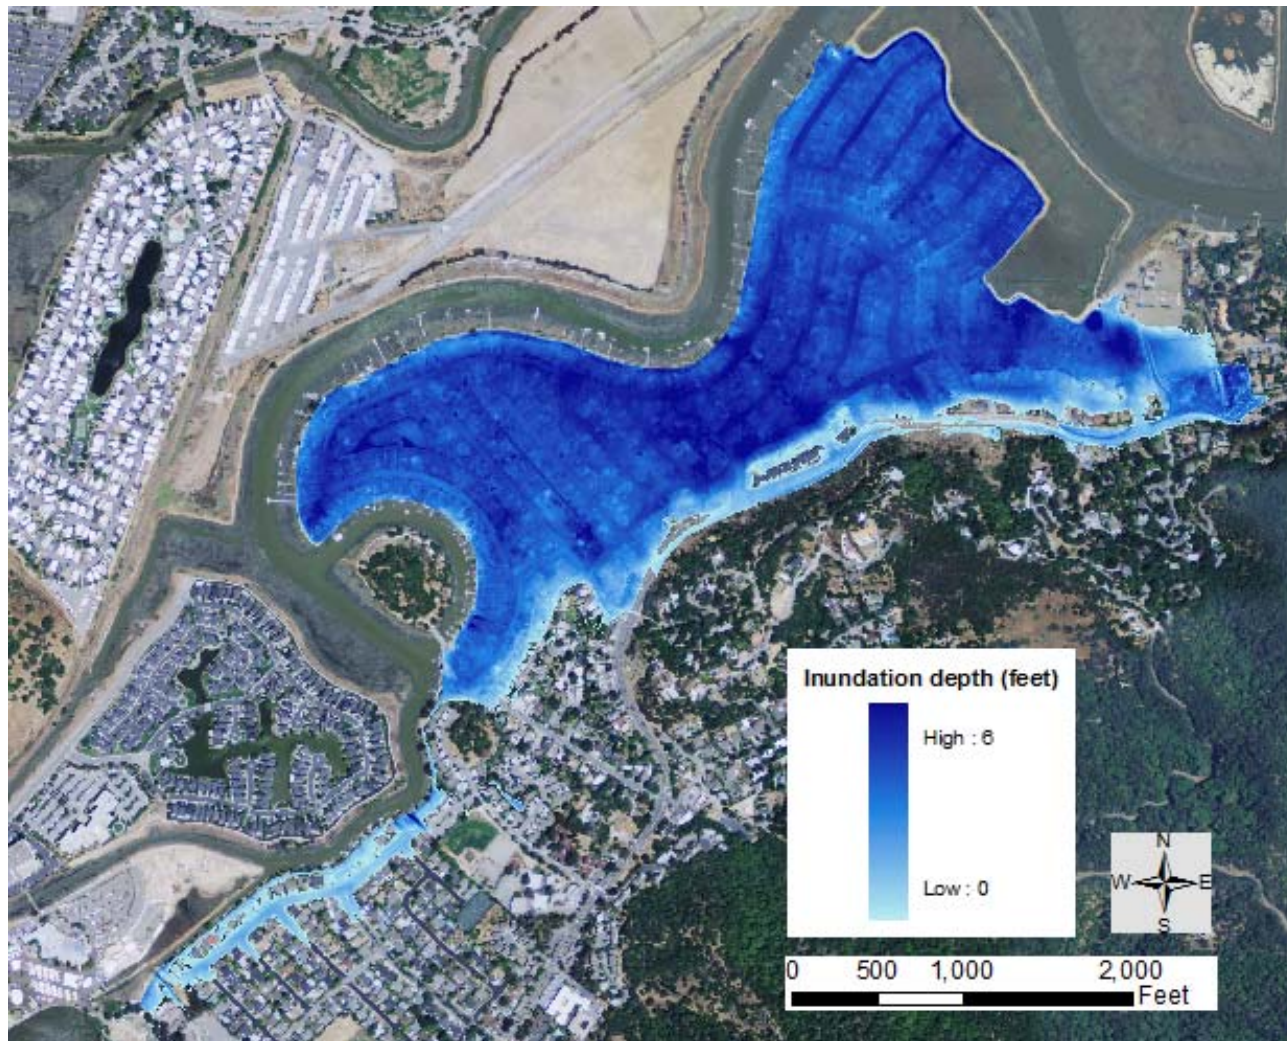 Inundation depth (feet)
High : 6
Low : 0
N
W E
S
0 500 1,000 2,000
Feet